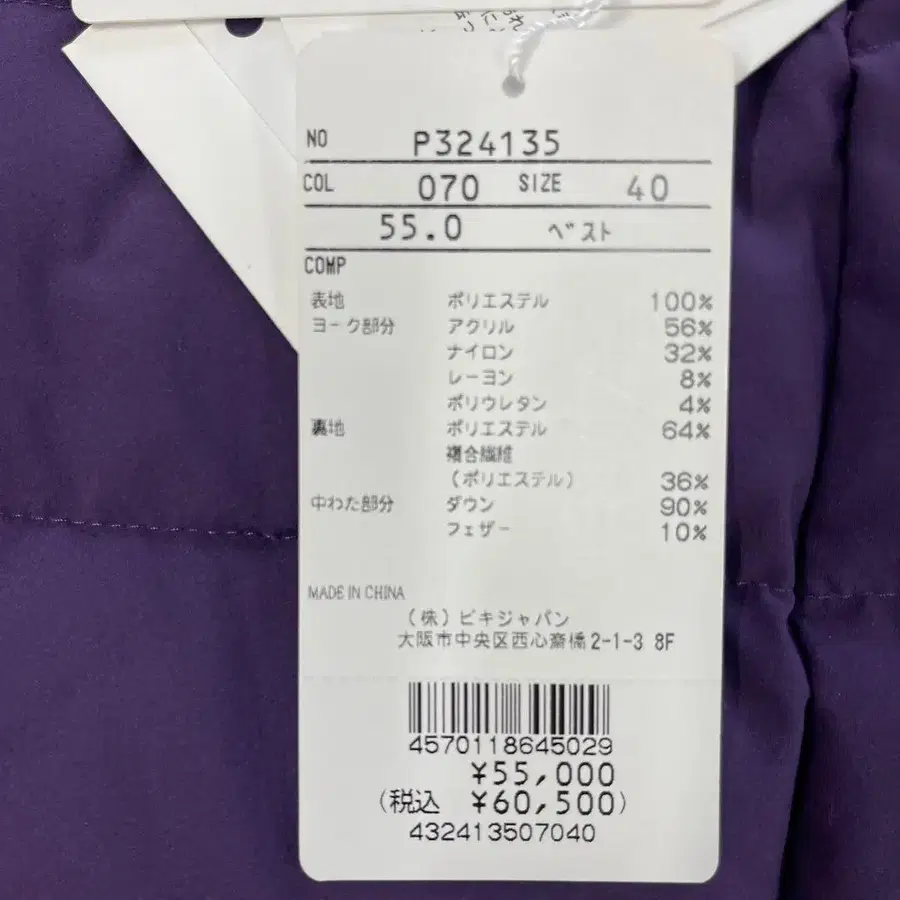 NO P324135
COL 070 SIZE 40
55.0 ベスト
COMP
表地 ポリエステル 100%
ヨーク部分 アクリル 56%
ナイロン 32%
レーヨン 8%
ポリウレタン 4%
裏地 ポリエステル 64%
複合繊維
(ポリエステル) 36%
中わた部分 ダウン 90%
フェザー 10%
MADE IN CHINA
(株)ピキジャパン
大阪市中央区西心斎橋2-1-3 8F
4570118645029
¥55,000
(税込 ¥60,500)
432413507040